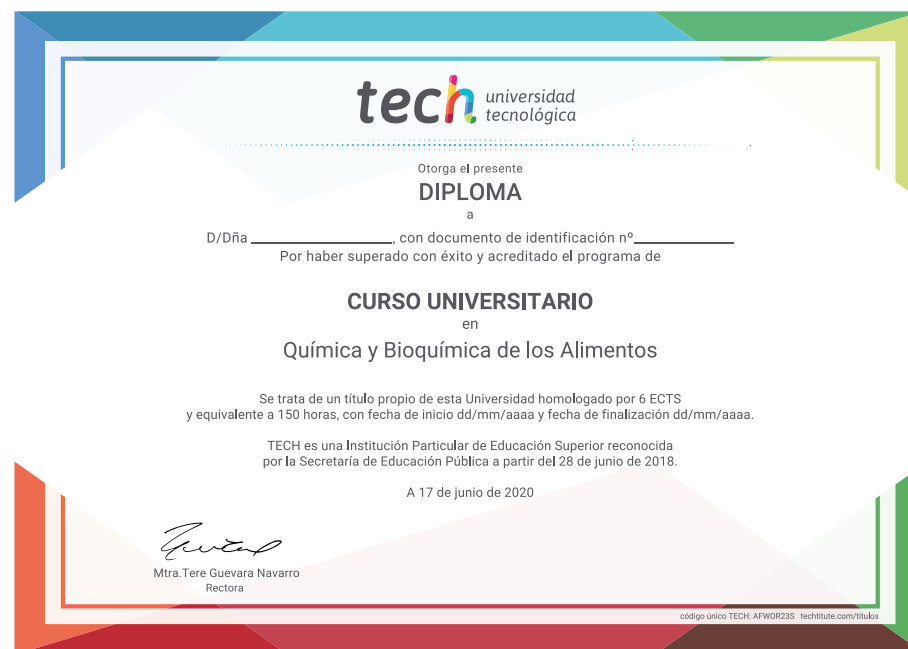 tech universidad
tecnológica
Otorga el presente
DIPLOMA
a
D/Dña ____________________, con documento de identificación nº______________
Por haber superado con éxito y acreditado el programa de
CURSO UNIVERSITARIO
en
Química y Bioquímica de los Alimentos
Se trata de un título propio de esta Universidad homologado por 6 ECTS
y equivalente a 150 horas, con fecha de inicio dd/mm/aaaa y fecha de finalización dd/mm/aaaa.
TECH es una Institución Particular de Educación Superior reconocida
por la Secretaría de Educación Pública a partir del 28 de junio de 2018.
A 17 de junio de 2020
Mtra.Tere Guevara Navarro
Rectora
código único TECH: AFWOR23S techtitute.com/titulos